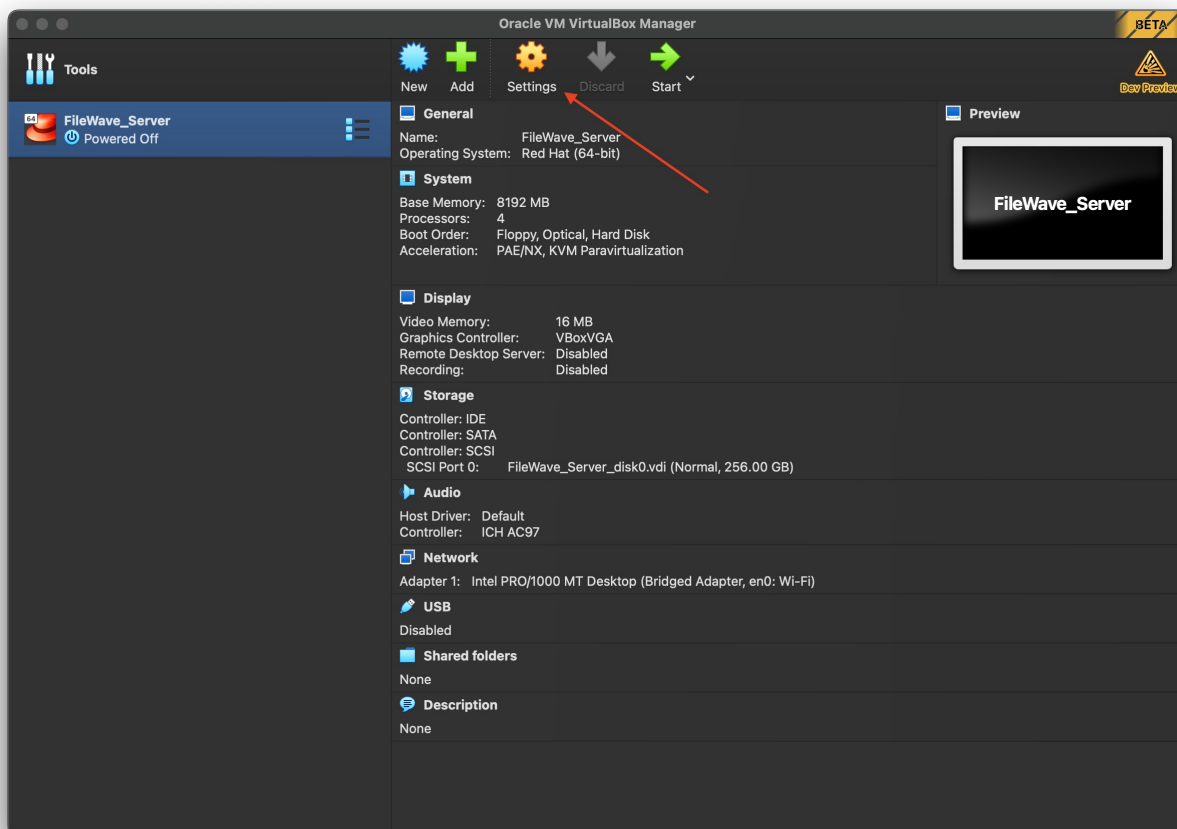 Oracle VM VirtualBox Manager
BETA
Tools
New Add Settings Discard Start
Dev Preview
64
FileWave_Server
Powered Off
General
Name: FileWave_Server
Operating System: Red Hat (64-bit)
System
Base Memory: 8192 MB
Processors: 4
Boot Order: Floppy, Optical, Hard Disk
Acceleration: PAE/NX, KVM Paravirtualization
Preview
FileWave_Server
Display
Video Memory: 16 MB
Graphics Controller: VBoxVGA
Remote Desktop Server: Disabled
Recording: Disabled
Storage
Controller: IDE
Controller: SATA
Controller: SCSI
SCSI Port 0: FileWave_Server_disk0.vdi (Normal, 256.00 GB)
Audio
Host Driver: Default
Controller: ICH AC97
Network
Adapter 1: Intel PRO/1000 MT Desktop (Bridged Adapter, en0: Wi-Fi)
USB
Disabled
Shared folders
None
Description
None